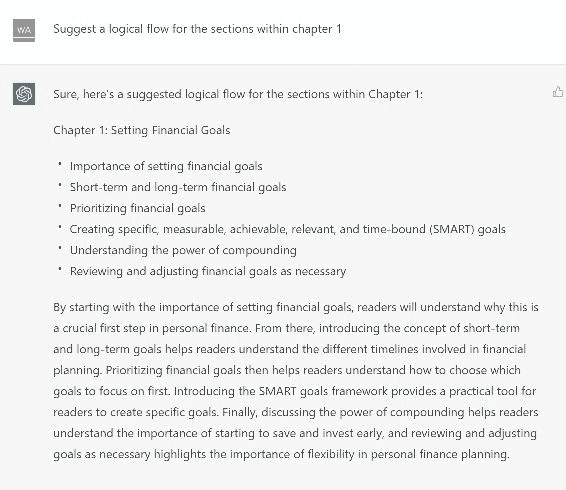 WA
Suggest a logical flow for the sections within chapter 1
Sure, here's a suggested logical flow for the sections within Chapter 1:
Chapter 1: Setting Financial Goals
• Importance of setting financial goals
• Short-term and long-term financial goals
• Prioritizing financial goals
• Creating specific, measurable, achievable, relevant, and time-bound (SMART) goals
• Understanding the power of compounding
• Reviewing and adjusting financial goals as necessary
By starting with the importance of setting financial goals, readers will understand why this is
a crucial first step in personal finance. From there, introducing the concept of short-term
and long-term goals helps readers understand the different timelines involved in financial
planning. Prioritizing financial goals then helps readers understand how to choose which
goals to focus on first. Introducing the SMART goals framework provides a practical tool for
readers to create specific goals. Finally, discussing the power of compounding helps readers
understand the importance of starting to save and invest early, and reviewing and adjusting
goals as necessary highlights the importance of flexibility in personal finance planning.